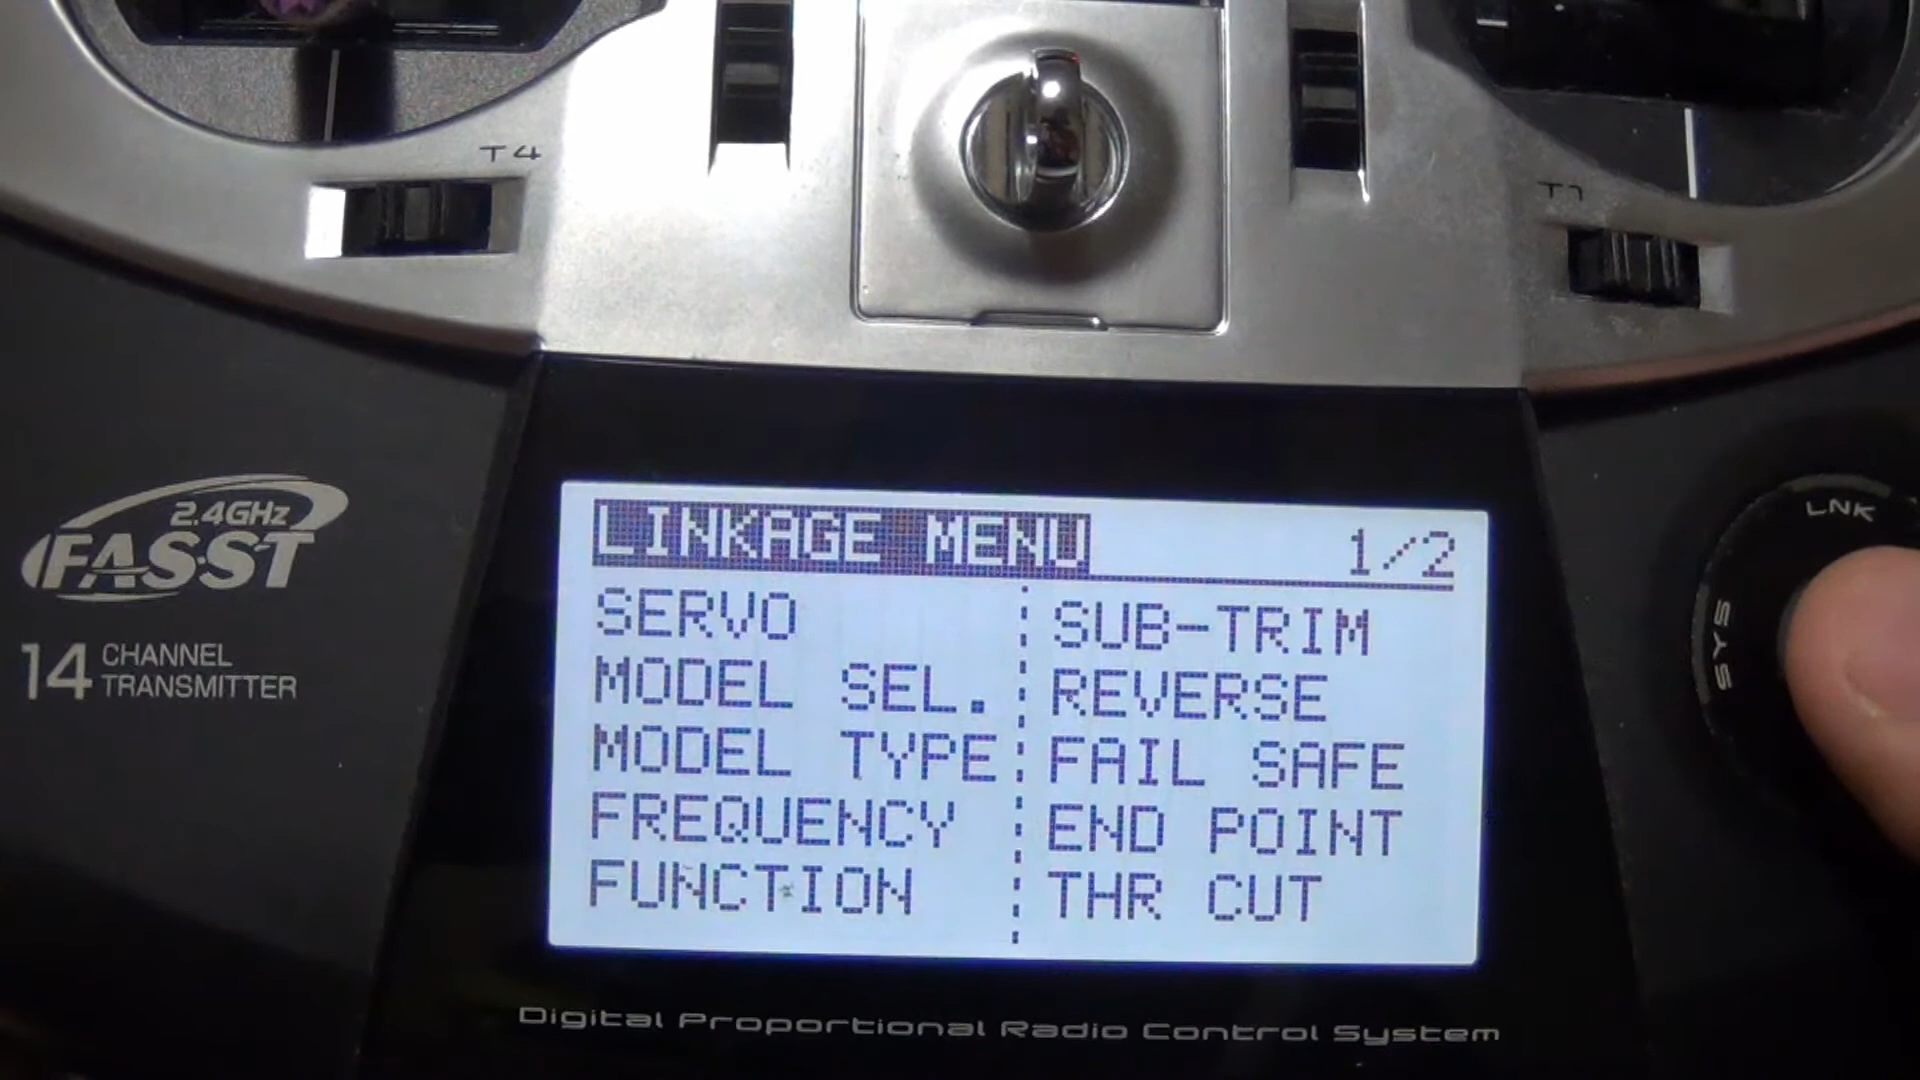 T4
T1
LNK
SYS
2.4GHz
FASST
14 CHANNEL
TRANSMITTER
LINKAGE MENU 1/2
SERVO SUB-TRIM
MODEL SEL. REVERSE
MODEL TYPE FAIL SAFE
FREQUENCY END POINT
FUNCTION THR CUT
Digital Proportional Radio Control System